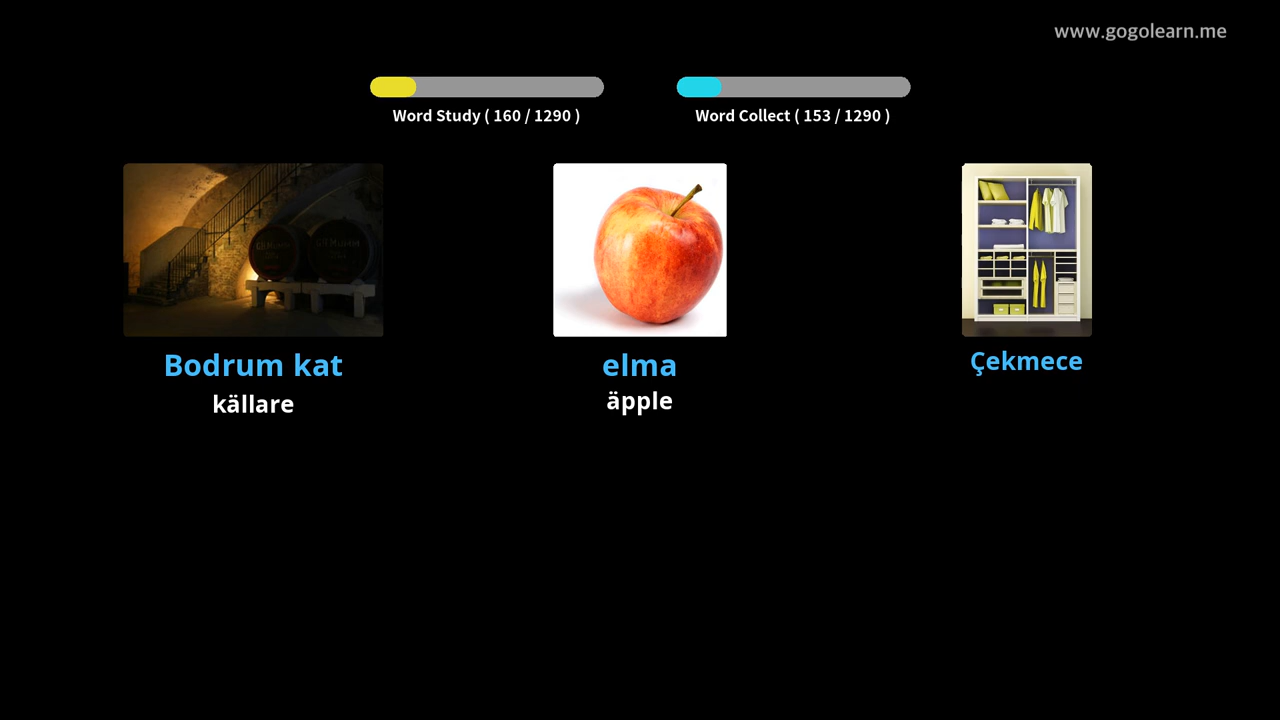 www.gogolearn.me
Word Study ( 160 / 1290 )
Word Collect ( 153 / 1290 )
Bodrum kat
källare
elma
äpple
Çekmece